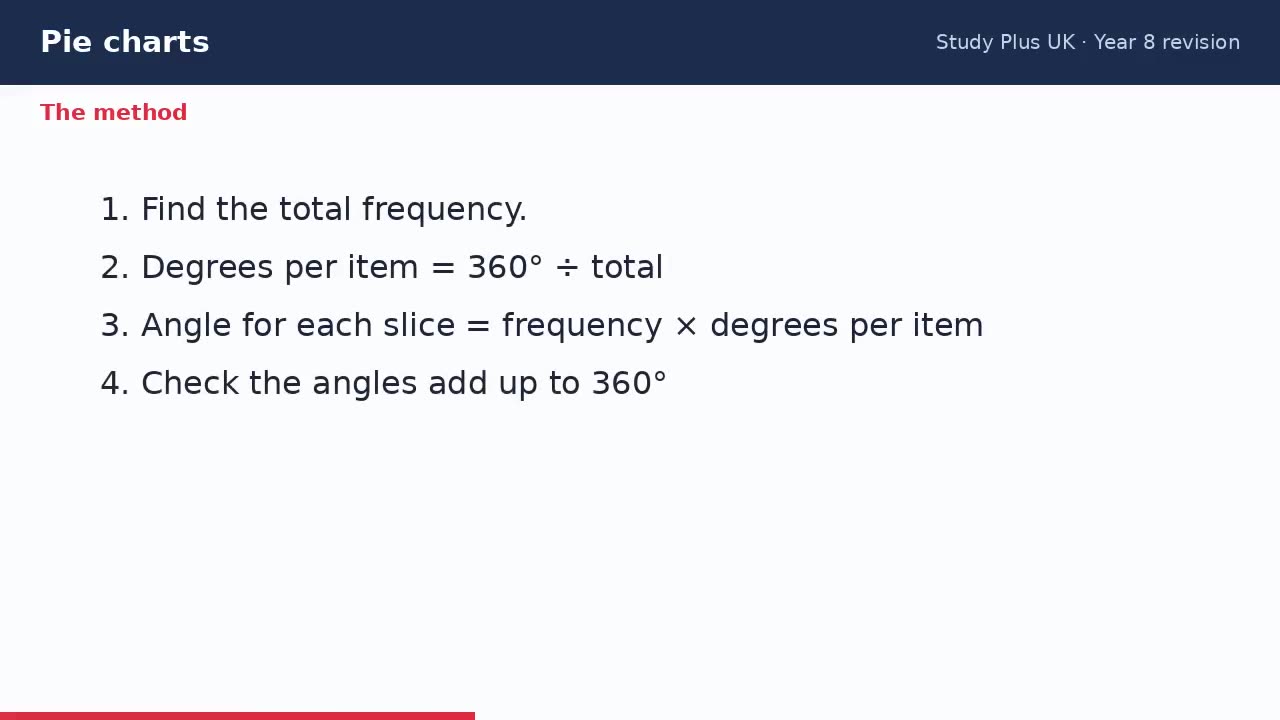 Pie charts
Study Plus UK · Year 8 revision
The method
1. Find the total frequency.
2. Degrees per item = 360° ÷ total
3. Angle for each slice = frequency × degrees per item
4. Check the angles add up to 360°